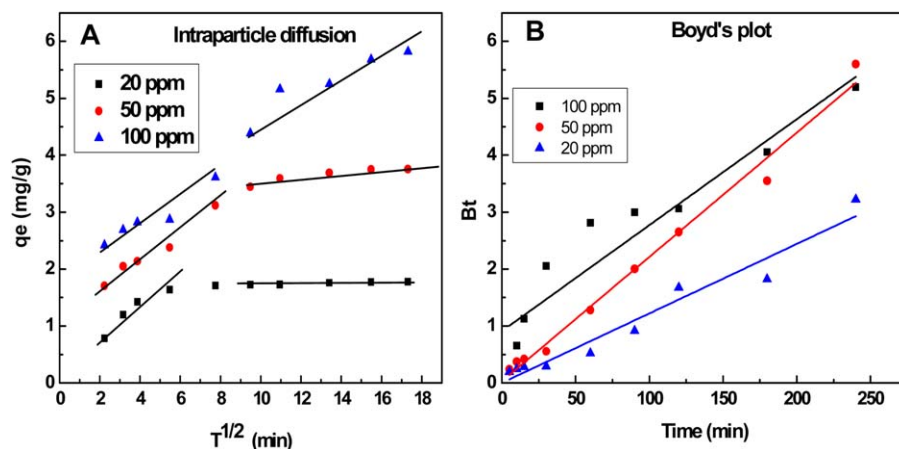 A
Intraparticle diffusion
20 ppm
50 ppm
100 ppm
qe (mg/g)
6
5
4
3
2
1
0
0 2 4 6 8 10 12 14 16 18
T^1/2 (min)
B
Boyd's plot
100 ppm
50 ppm
20 ppm
Bt
6
5
4
3
2
1
0
0 50 100 150 200 250
Time (min)